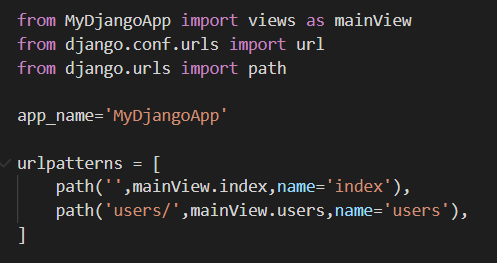 from MyDjangoApp import views as mainView
from django.conf.urls import url
from django.urls import path
app_name='MyDjangoApp'
urlpatterns = [
path('',mainView.index,name='index'),
path('users/',mainView.users,name='users'),
]